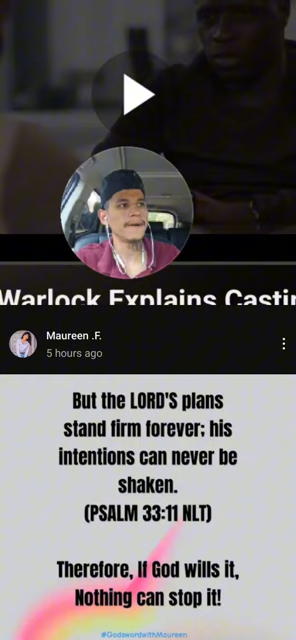 Warlock Explains Castin
Maureen .F.
5 hours ago
But the LORD'S plans
stand firm forever; his
intentions can never be
shaken.
(PSALM 33:11 NLT)
Therefore, If God wills it,
Nothing can stop it!
#GodswordwithMaureen